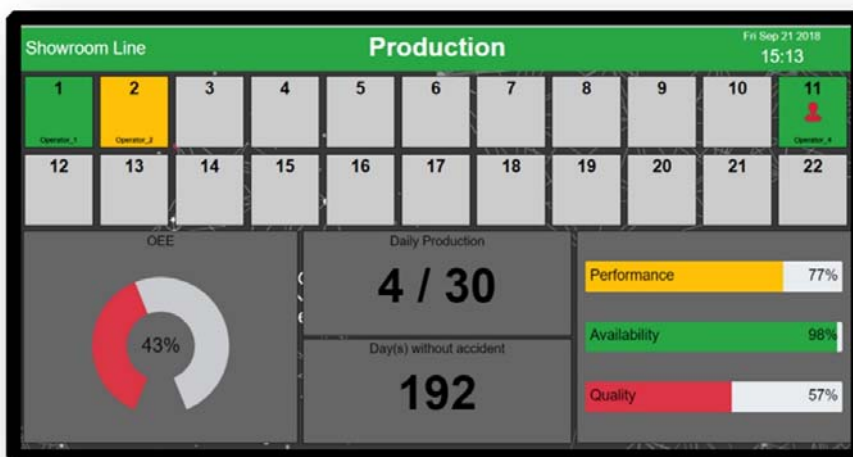 Showroom Line
Production
Fri Sep 21 2018
15:13
1 2 3 4 5 6 7 8 9 10 11
Operator_1 Operator_2 Operator_4
12 13 14 15 16 17 18 19 20 21 22
OEE
43%
Daily Production
4 / 30
Day(s) without accident
192
Performance 77%
Availability 98%
Quality 57%